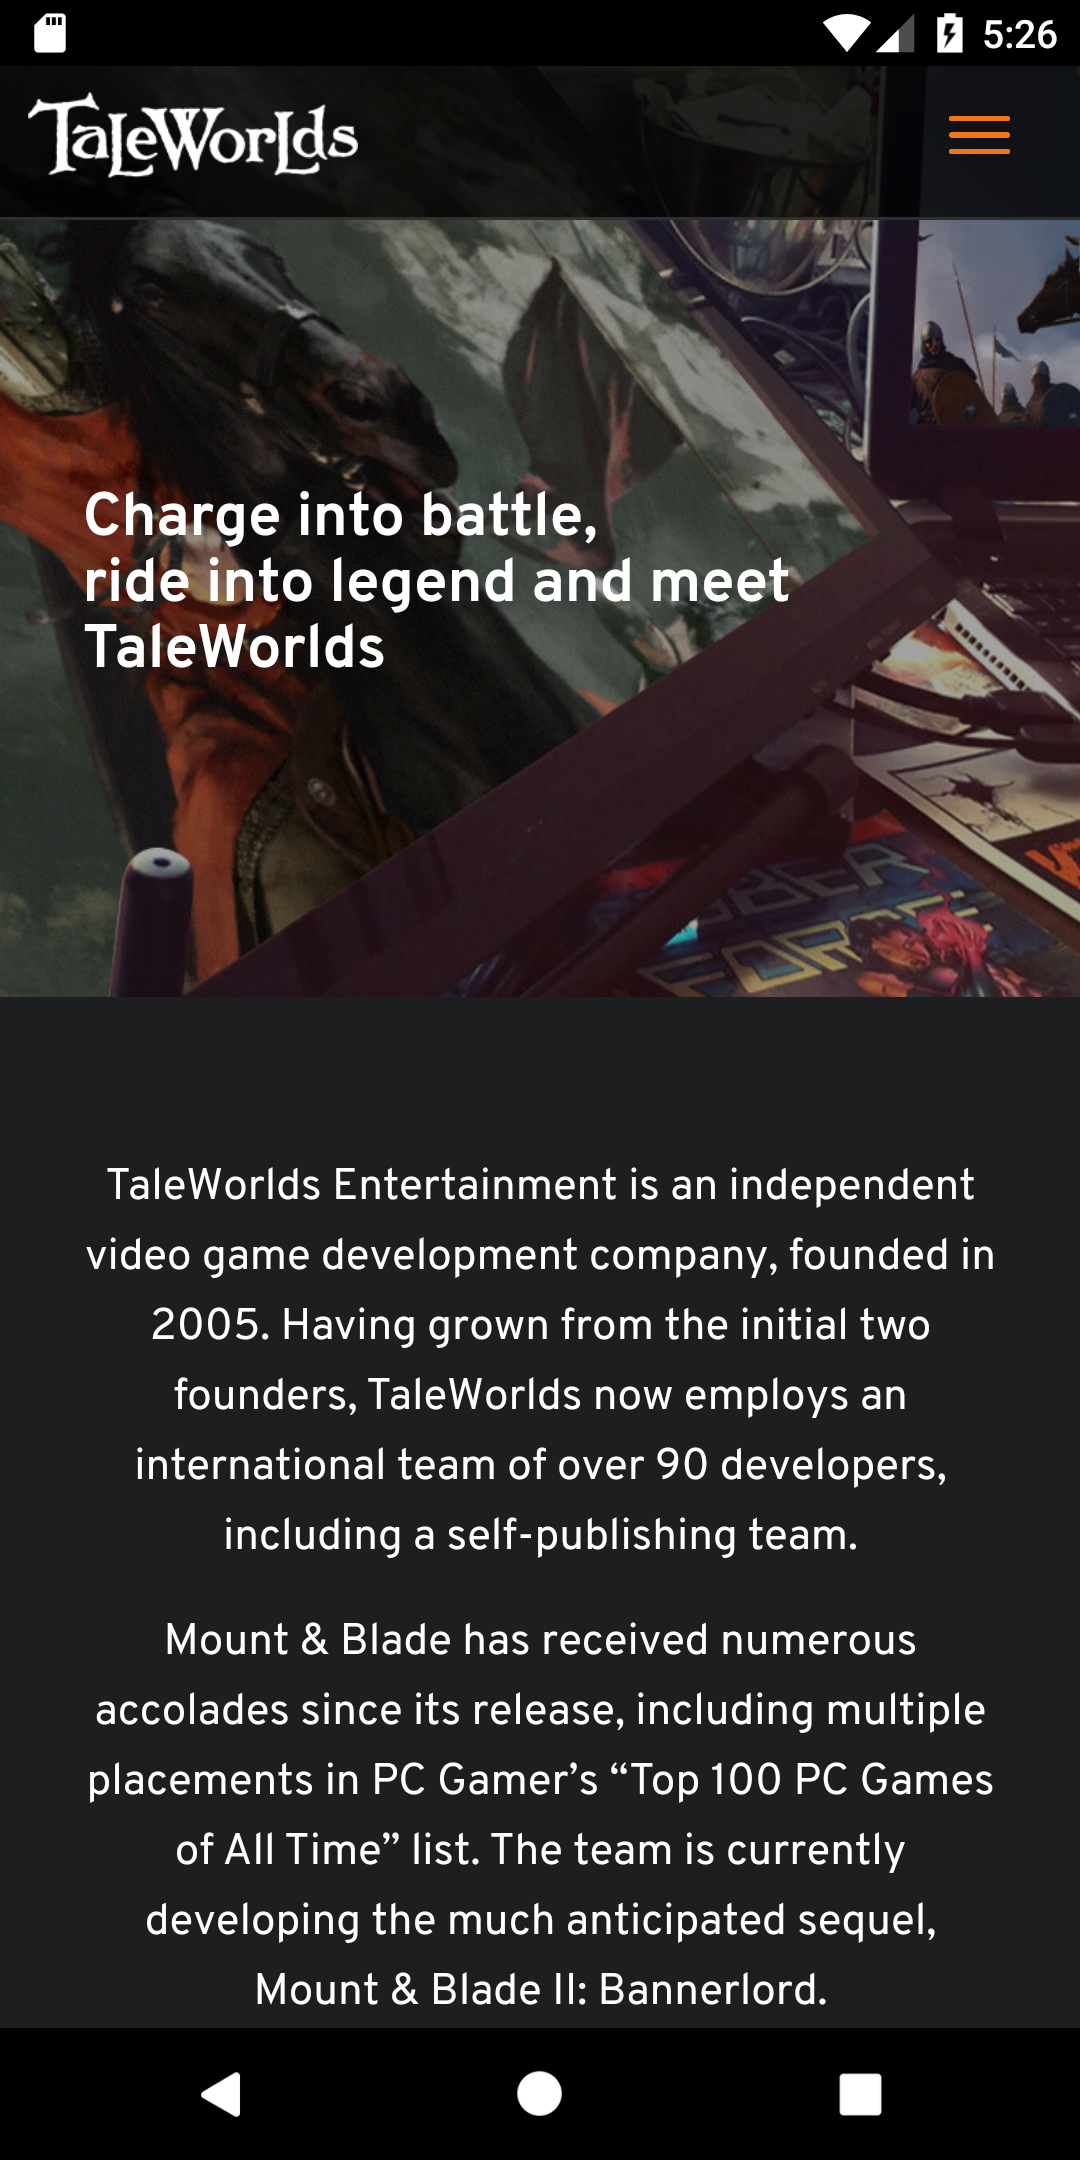 5:26
TaleWorlds
Charge into battle,
ride into legend and meet
TaleWorlds
FORCE
TaleWorlds Entertainment is an independent
video game development company, founded in
2005. Having grown from the initial two
founders, TaleWorlds now employs an
international team of over 90 developers,
including a self-publishing team.
Mount & Blade has received numerous
accolades since its release, including multiple
placements in PC Gamer’s “Top 100 PC Games
of All Time” list. The team is currently
developing the much anticipated sequel,
Mount & Blade II: Bannerlord.